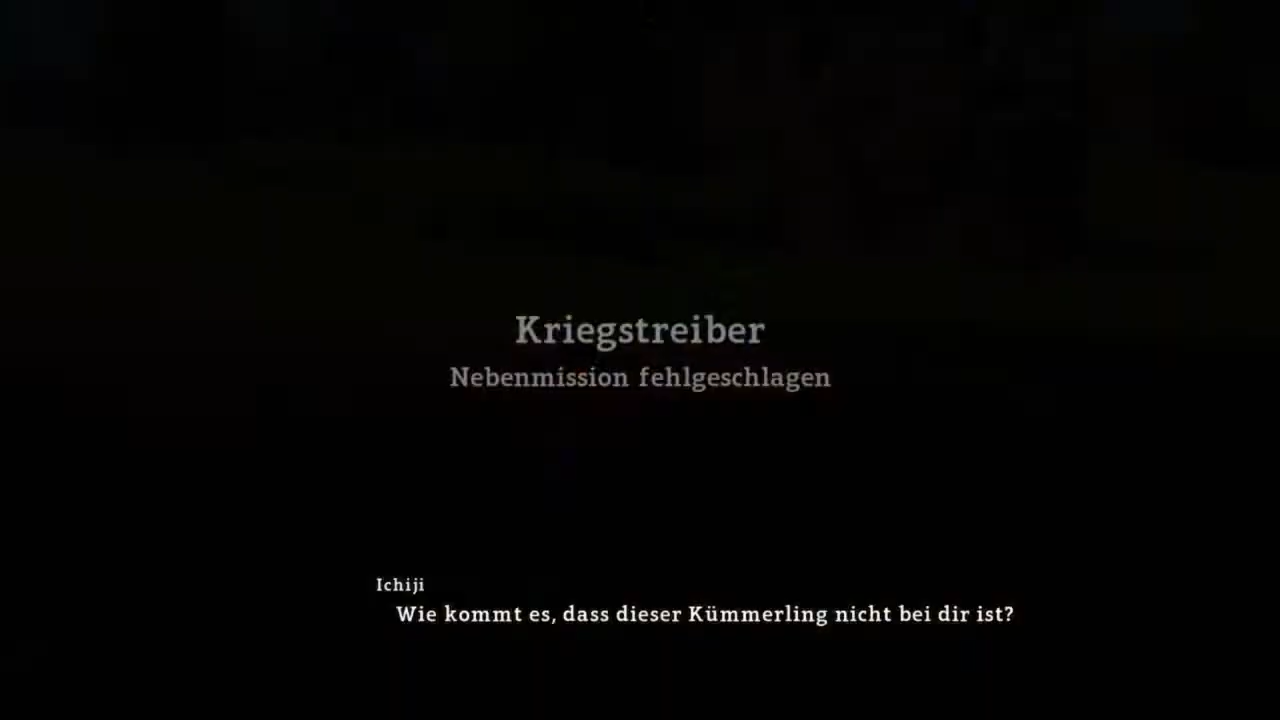 Kriegstreiber
Nebenmission fehlgeschlagen
Ichiji
Wie kommt es, dass dieser Kümmerling nicht bei dir ist?